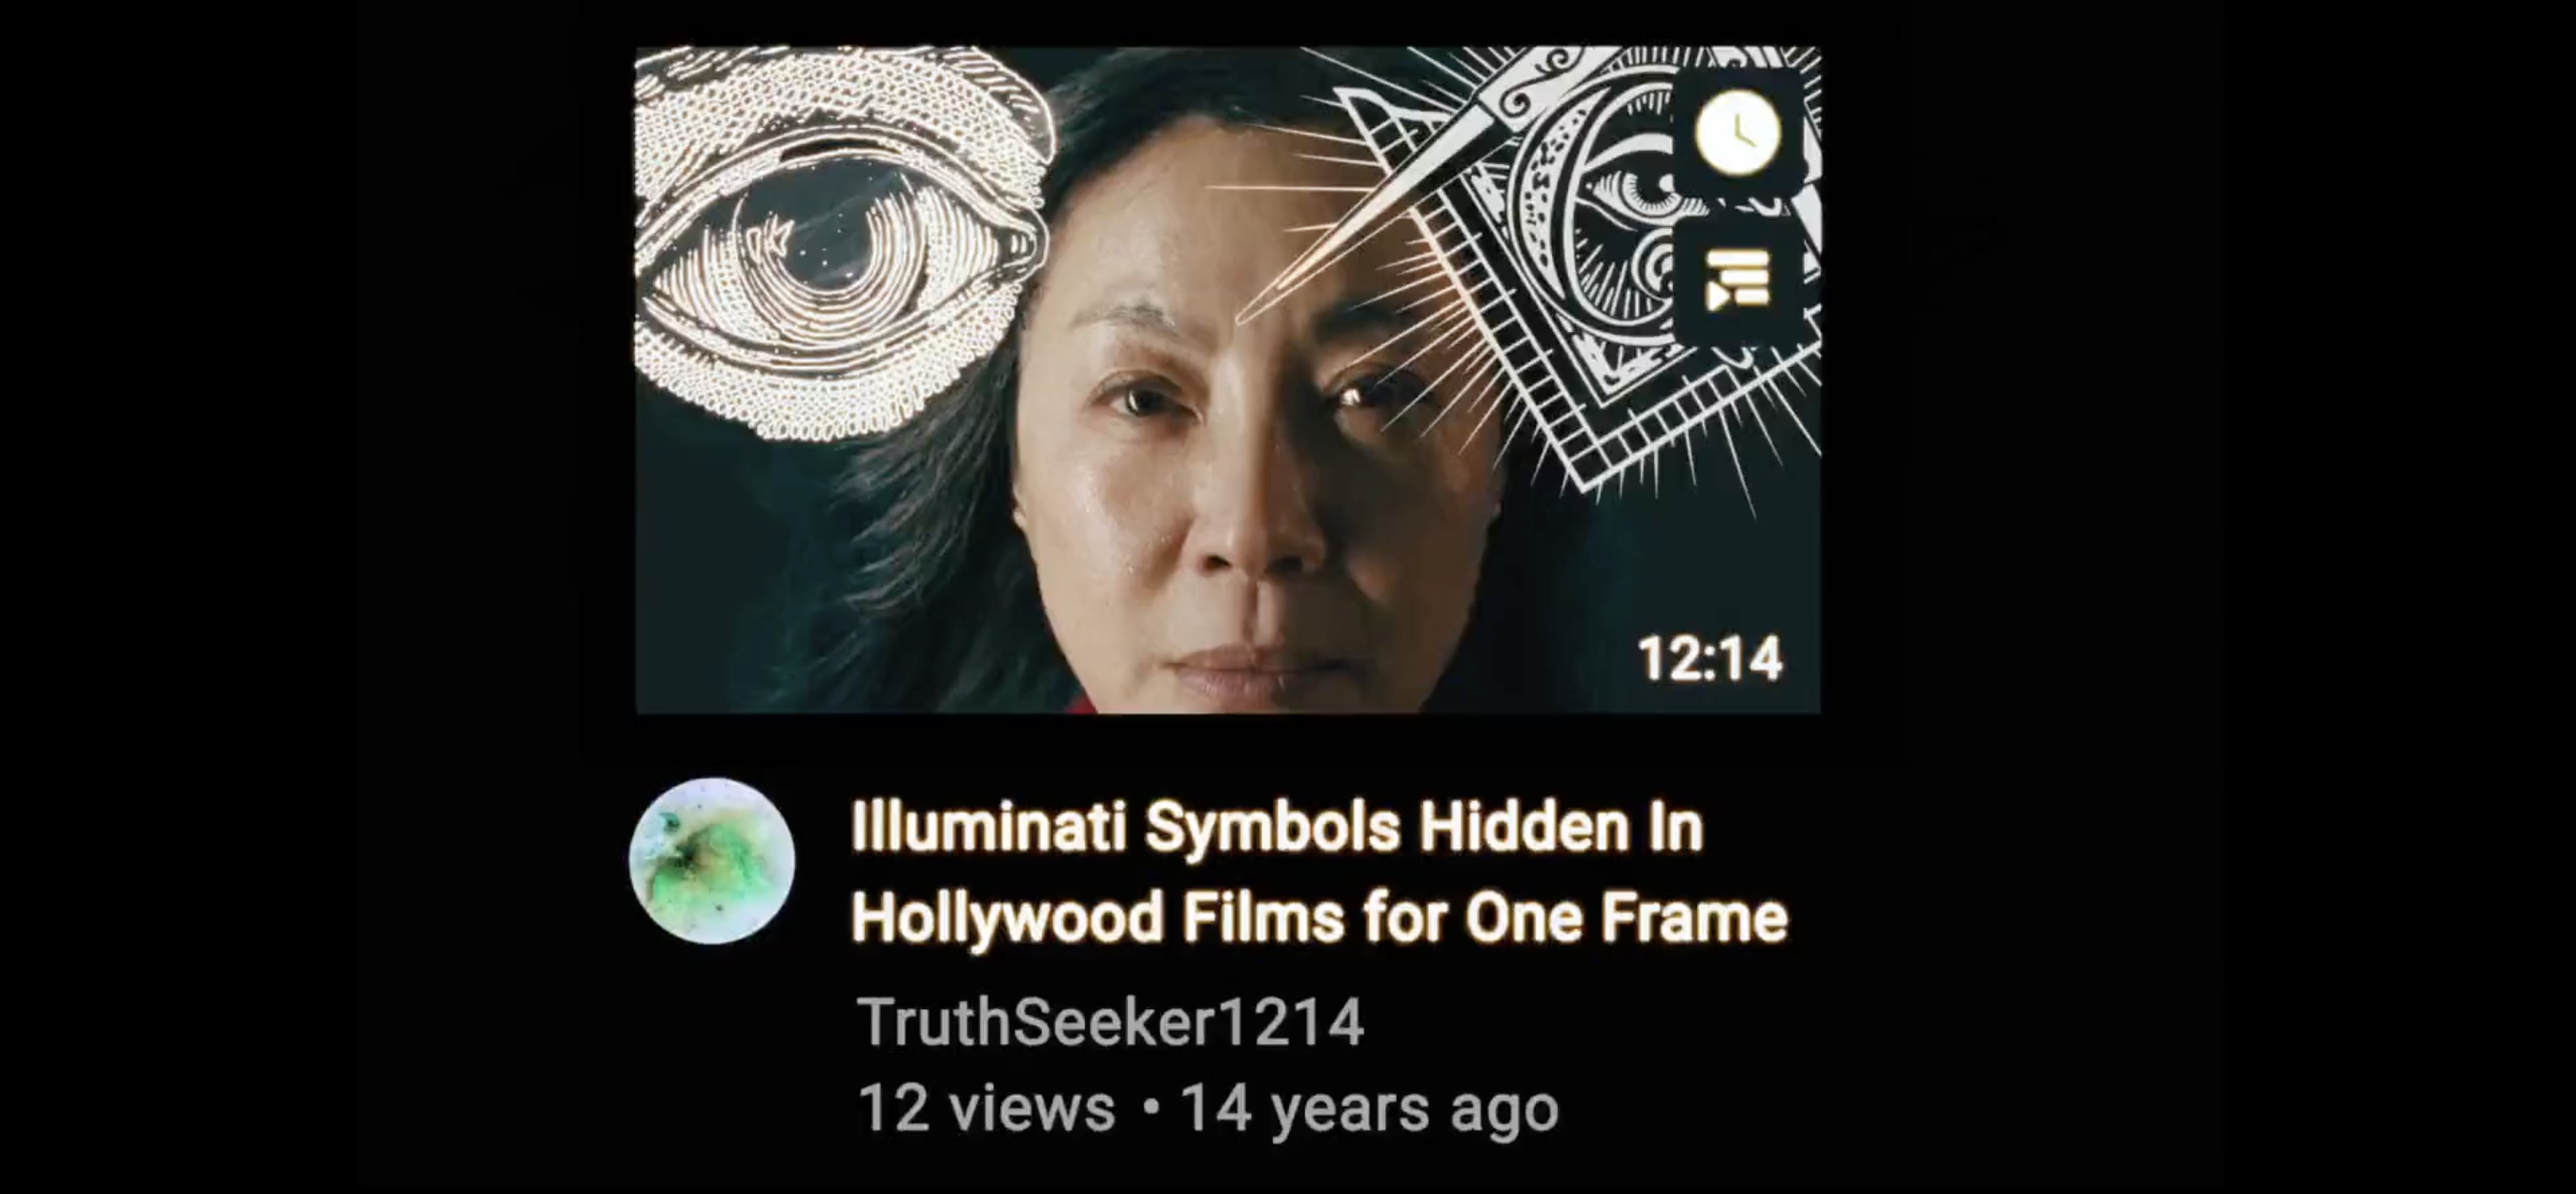 12:14
Illuminati Symbols Hidden In
Hollywood Films for One Frame
TruthSeeker1214
12 views • 14 years ago